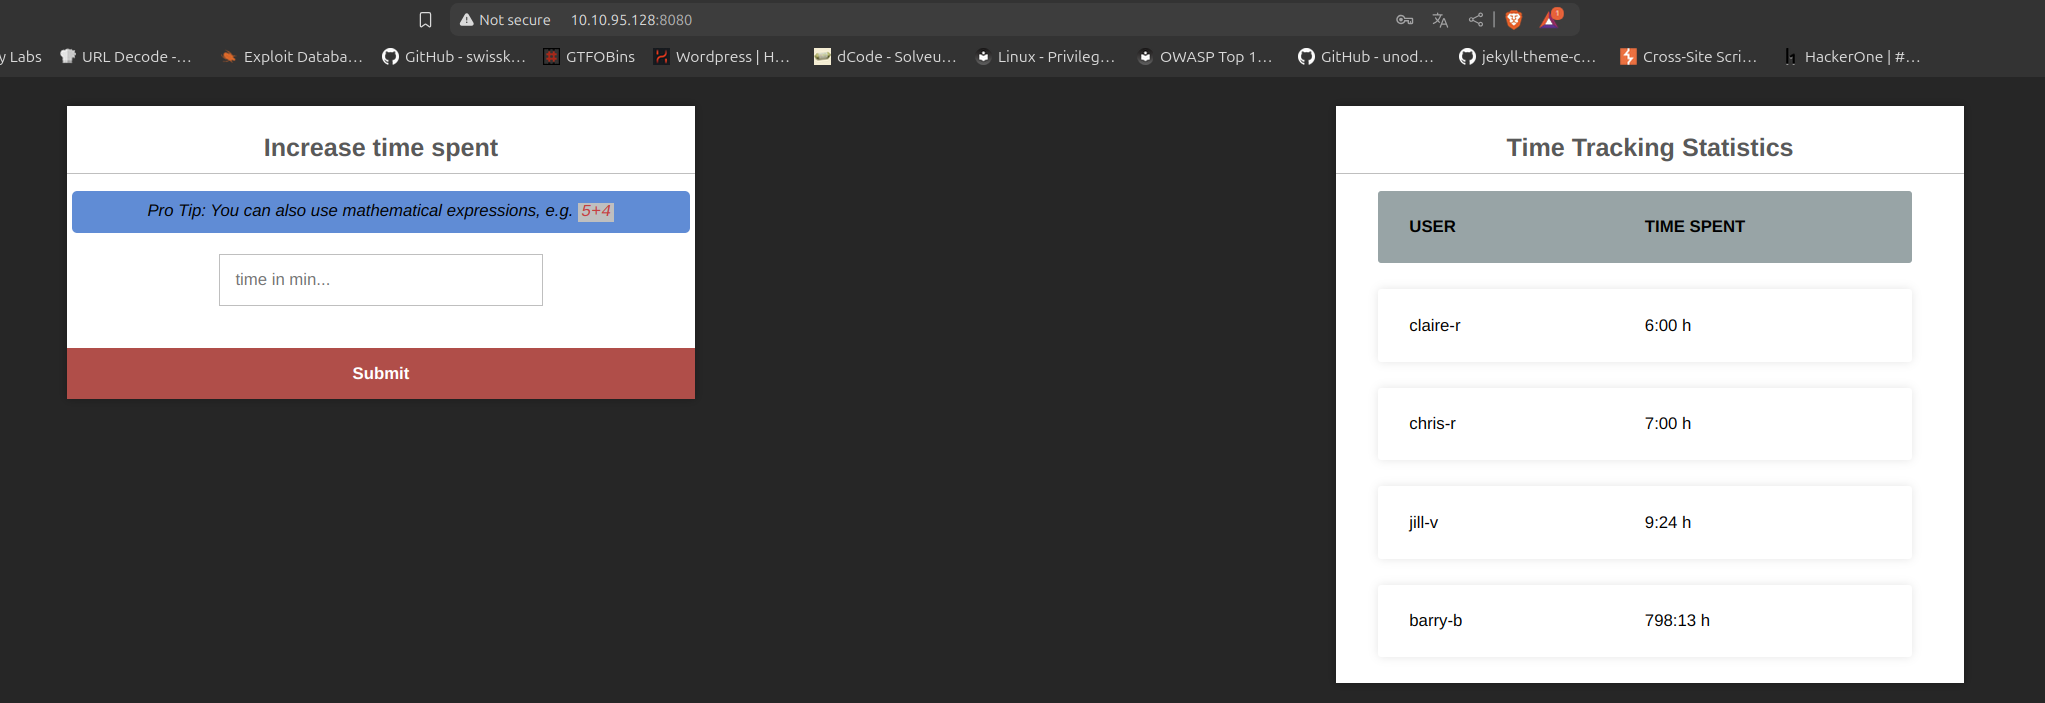 Not secure 10.10.95.128:8080
1
y Labs URL Decode -... Exploit Databa... GitHub - swissk... GTFOBins Wordpress | H... dCode - Solveu... Linux - Privileg... OWASP Top 1... GitHub - unod... jekyll-theme-c... Cross-Site Scri... HackerOne | #...
Increase time spent
Pro Tip: You can also use mathematical expressions, e.g. 5+4
time in min...
Submit
Time Tracking Statistics
USER TIME SPENT
claire-r 6:00 h
chris-r 7:00 h
jill-v 9:24 h
barry-b 798:13 h